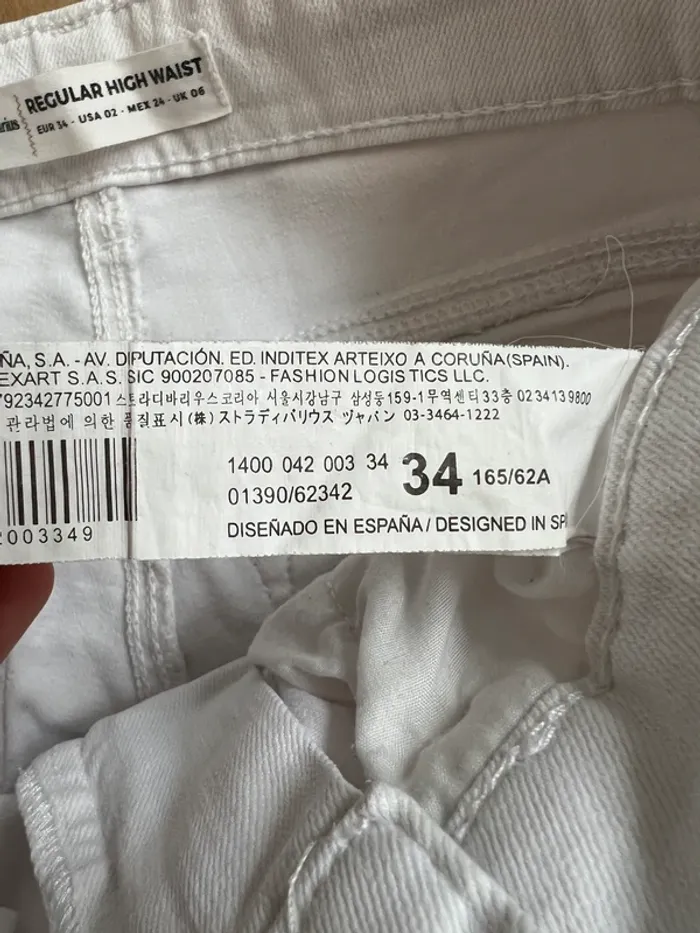 REGULAR HIGH WAIST
EUR 34 - USA 02 - MEX 24 - UK 06
ÑA, S.A. - AV. DIPUTACIÓN. ED. INDITEX ARTEIXO A CORUÑA(SPAIN).
EXART S.A.S. SIC 900207085 - FASHION LOGISTICS LLC.
792342775001 스트라디바리우스코리아 서울시강남구 삼성동159-1무역센터33층 0234139800
관라법에 의한 품질표시(株)ストラディバリウス ジャパン 03-3464-1222
1400 042 003 34 34 165/62A
01390/62342
2003349
DISEÑADO EN ESPAÑA / DESIGNED IN SP